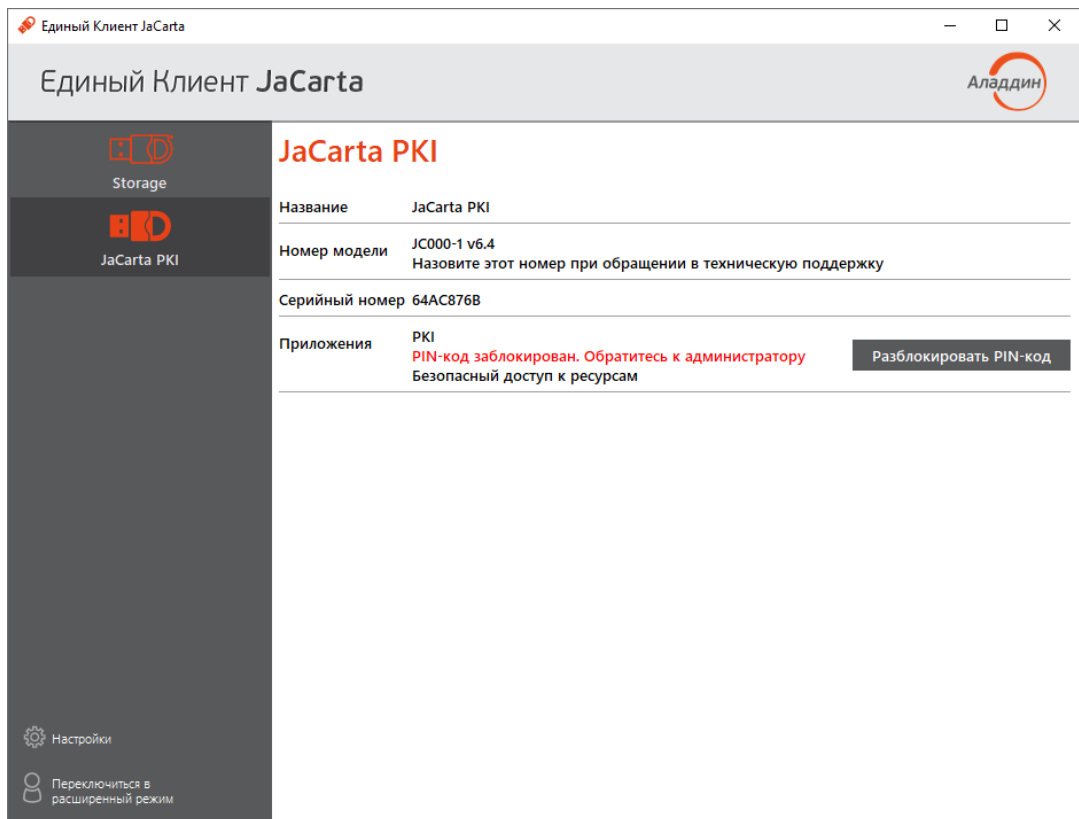 Единый Клиент JaCarta
Единый Клиент JaCarta
Аладдин
Storage
JaCarta PKI
JaCarta PKI
Название JaCarta PKI
Номер модели JC000-1 v6.4
Назовите этот номер при обращении в техническую поддержку
Серийный номер 64AC876B
Приложения PKI
PIN-код заблокирован. Обратитесь к администратору
Разблокировать PIN-код
Безопасный доступ к ресурсам
Настройки
Переключиться в
расширенный режим